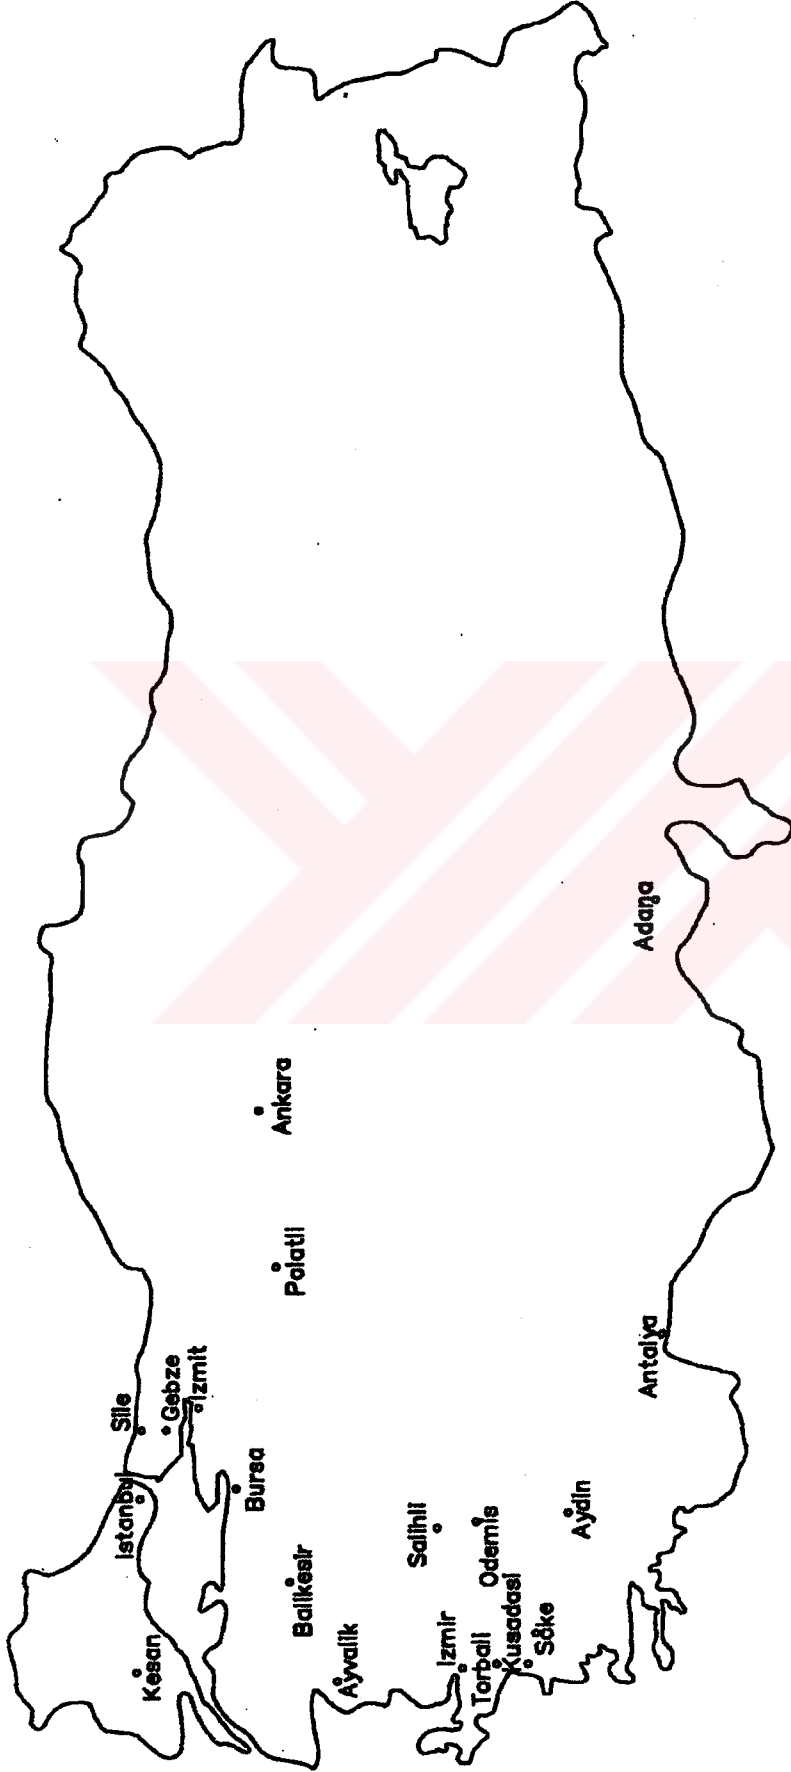 Sile
Istanbul
Gebze
Izmit
Kesan
Bursa
Ankara
Polatli
Balikesir
Ayvalik
Salihli
Izmir
Odemis
Torbali
Kusadasi
Söke
Aydin
Antalya
Adana